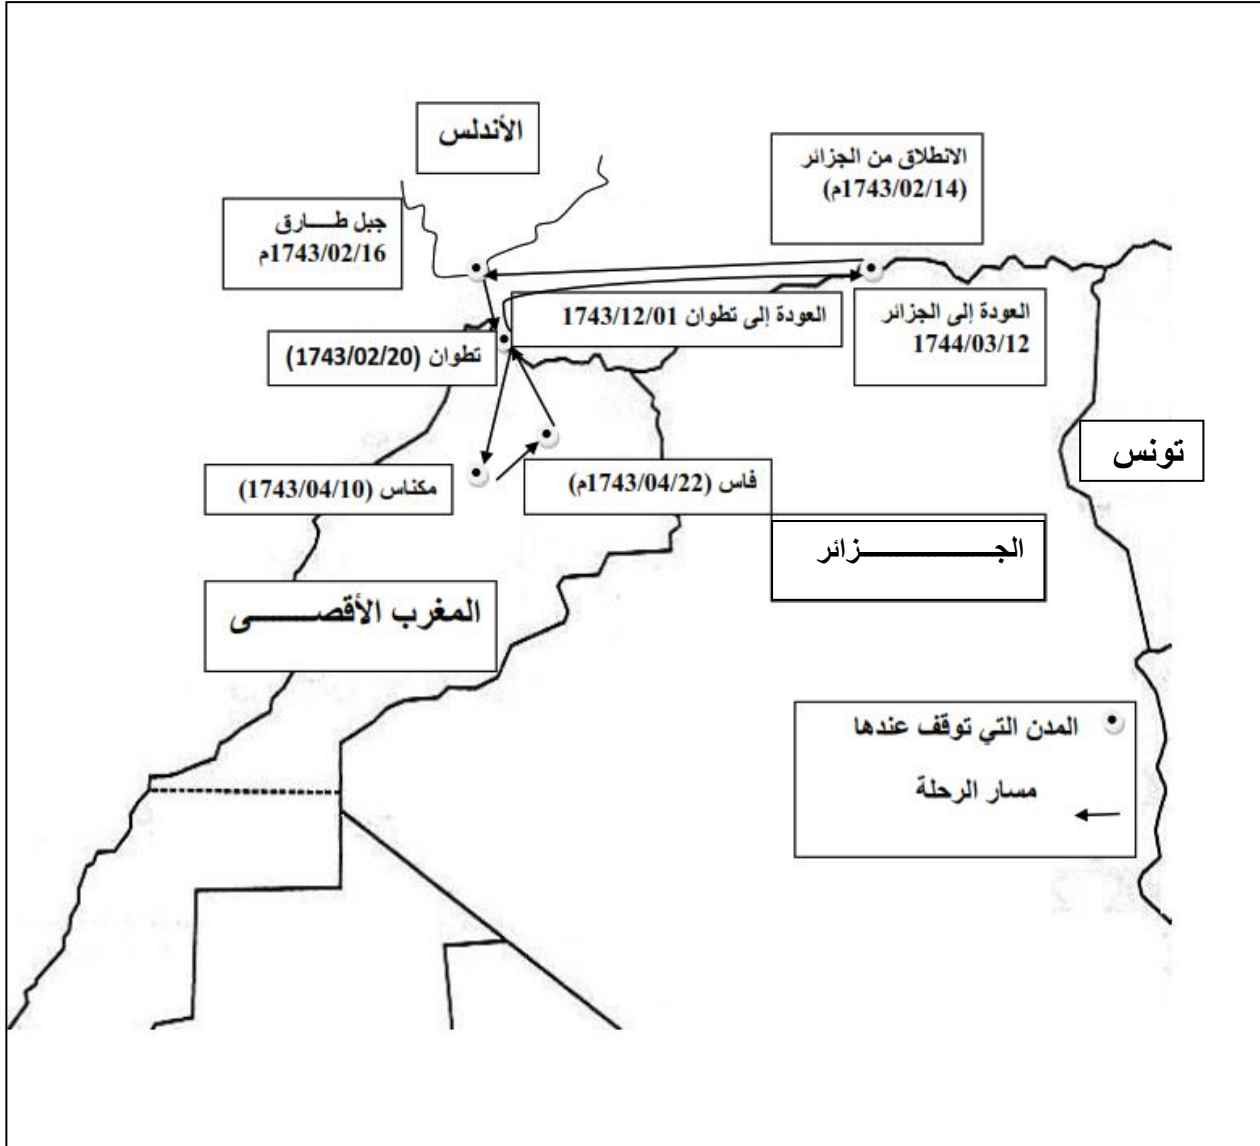 الأندلس
الانطلاق من الجزائر
(1743/02/14م)
جبل طـــارق
1743/02/16م
العودة إلى تطوان 1743/12/01
العودة إلى الجزائر
1744/03/12
تطوان (1743/02/20)
تونس
فاس (1743/04/22م)
مكناس (1743/04/10)
الجـــــــــــــزائر
المغرب الأقصــــــى
المدن التي توقف عندها
مسار الرحلة